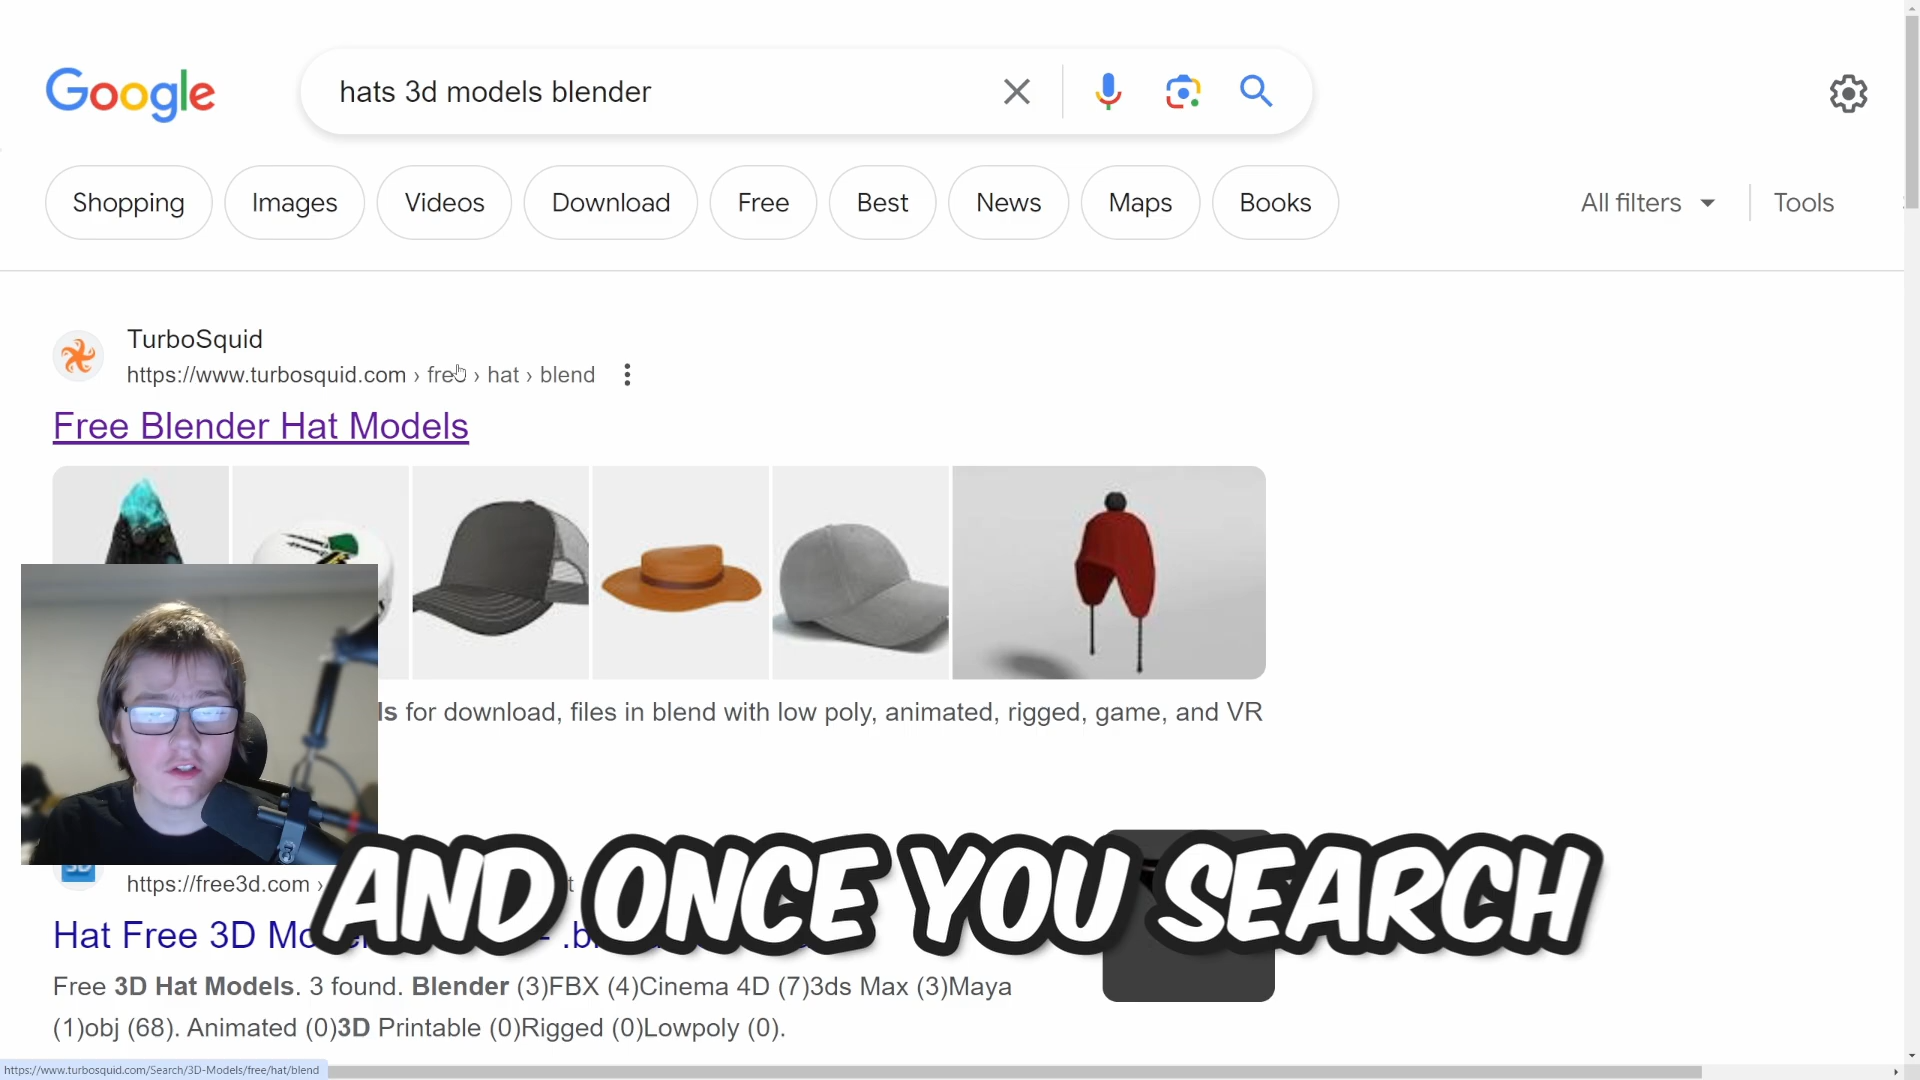 Google
hats 3d models blender
Shopping Images Videos Download Free Best News Maps Books All filters Tools
TurboSquid
https://www.turbosquid.com › free › hat › blend
Free Blender Hat Models
ls for download, files in blend with low poly, animated, rigged, game, and VR
3D
https://free3d.com ›
AND ONCE YOU SEARCH
Hat Free 3D Mo
Free 3D Hat Models. 3 found. Blender (3)FBX (4)Cinema 4D (7)3ds Max (3)Maya
(1)obj (68). Animated (0)3D Printable (0)Rigged (0)Lowpoly (0).
https://www.turbosquid.com/Search/3D-Models/free/hat/blend